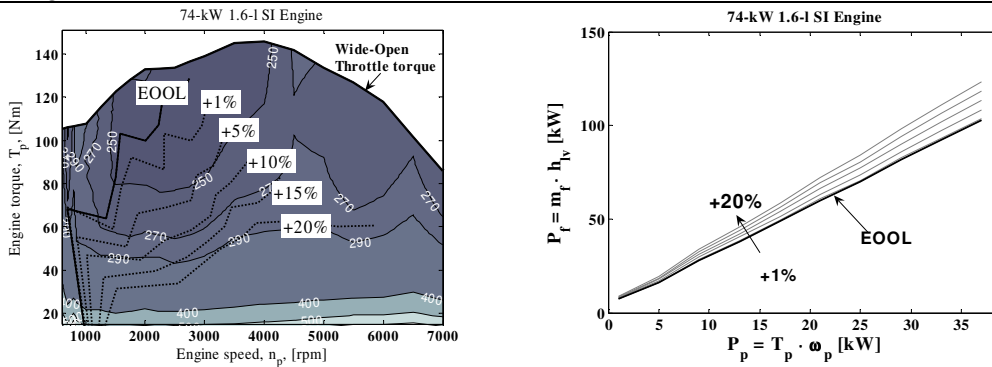 74-kW 1.6-l SI Engine
Wide-Open
Throttle torque
EOOL
+1%
+5%
+10%
+15%
+20%
250
250
250
250
270
270
270
270
290
290
290
290
400
400
400
140
120
100
80
60
40
20
1000 2000 3000 4000 5000 6000 7000
Engine torque, T_p, [Nm]
Engine speed, n_p, [rpm]
74-kW 1.6-l SI Engine
150
100
50
0
0 5 10 15 20 25 30 35
+20%
+1%
EOOL
P_f = m_f · h_lv [kW]
P_p = T_p · ω_p [kW]